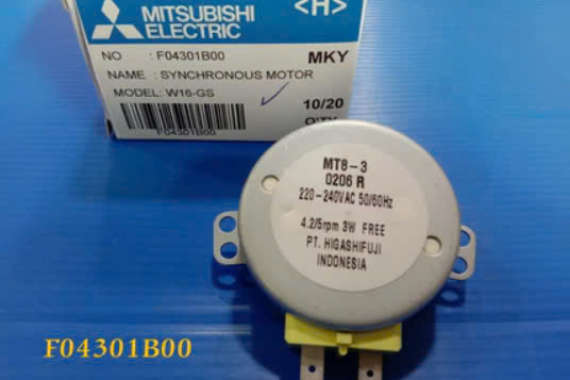 MITSUBISHI
ELECTRIC
<H>
NO : F04301B00
MKY
NAME : SYNCHRONOUS MOTOR
MODEL: W16-GS
10/20
Q'TY
F04301B00
MT8-3
0206 R
220-240VAC 50/60Hz
4.2/5rpm 3W FREE
PT. HIGASHIFUJI
INDONESIA
F04301B00